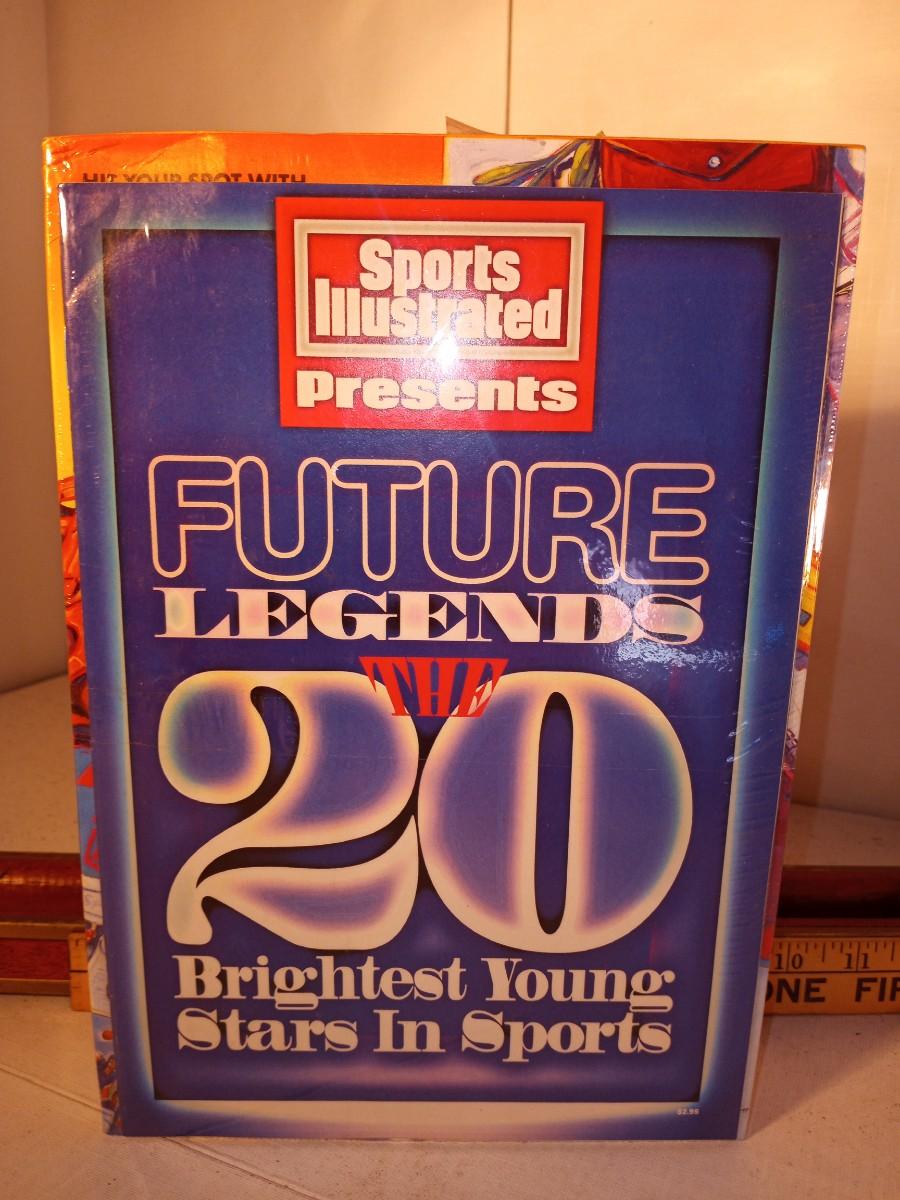 HIT YOUR SPOT WITH
Sports
Illustrated
Presents
FUTURE
LEGENDS
THE
20
Brightest Young
Stars In Sports
$2.95
10 11
ONE FIR